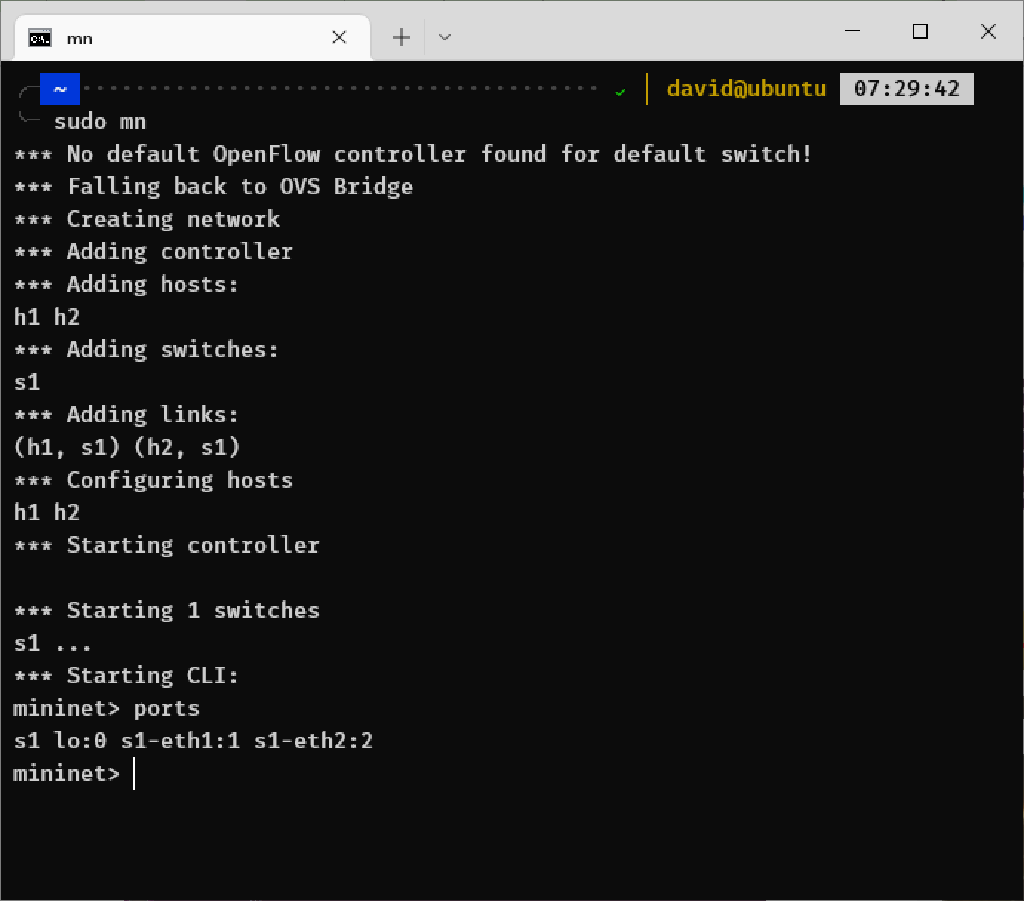 mn
~ david@ubuntu 07:29:42
sudo mn
*** No default OpenFlow controller found for default switch!
*** Falling back to OVS Bridge
*** Creating network
*** Adding controller
*** Adding hosts:
h1 h2
*** Adding switches:
s1
*** Adding links:
(h1, s1) (h2, s1)
*** Configuring hosts
h1 h2
*** Starting controller
*** Starting 1 switches
s1 ...
*** Starting CLI:
mininet> ports
s1 lo:0 s1-eth1:1 s1-eth2:2
mininet>